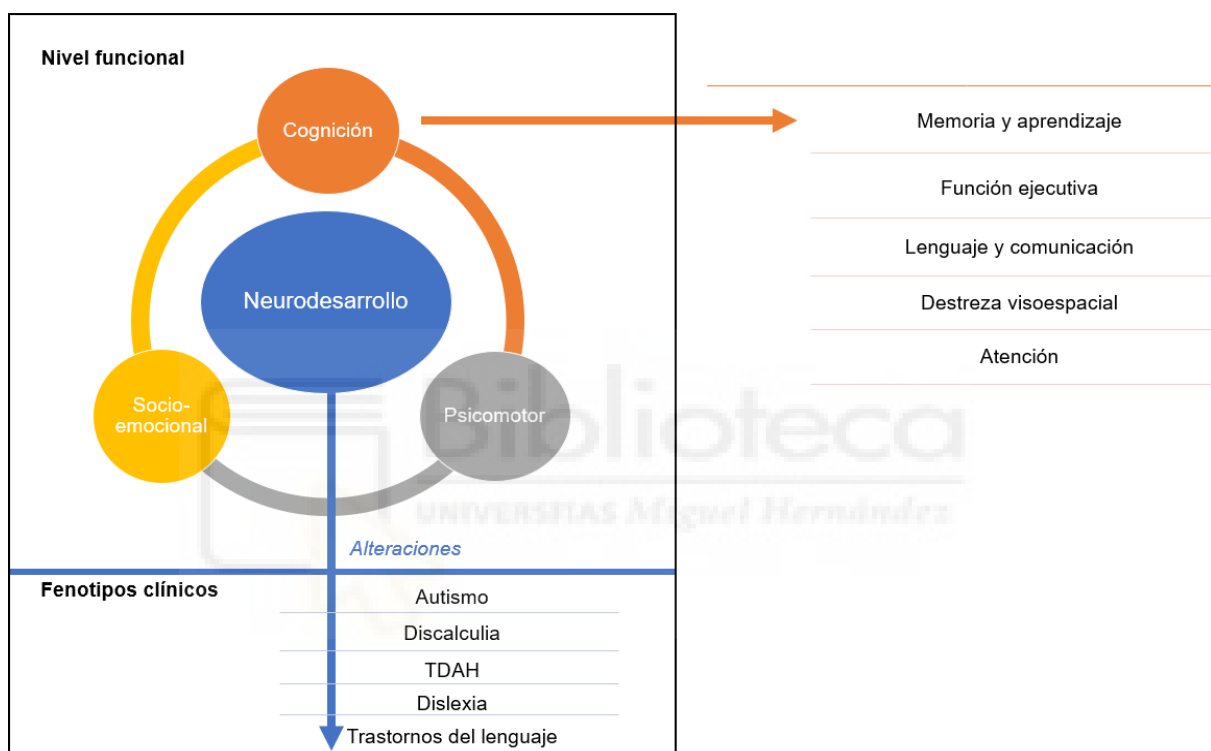 Nivel funcional
Cognición
Neurodesarrollo
Socio-
emocional
Psicomotor
Alteraciones
Memoria y aprendizaje
Función ejecutiva
Lenguaje y comunicación
Destreza visoespacial
Atención
Biblioteca
UNIVERSITAS Miguel Hernández
Fenotipos clínicos
Autismo
Discalculia
TDAH
Dislexia
Trastornos del lenguaje